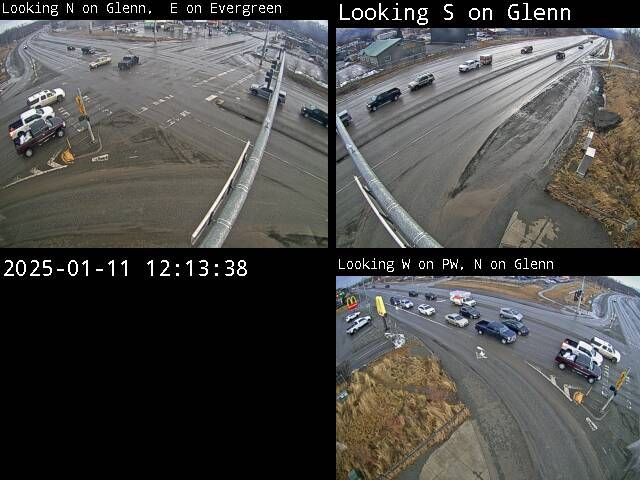 Looking N on Glenn,  E on Evergreen
Looking S on Glenn
2025-01-11 12:13:38
Looking W on PW, N on Glenn